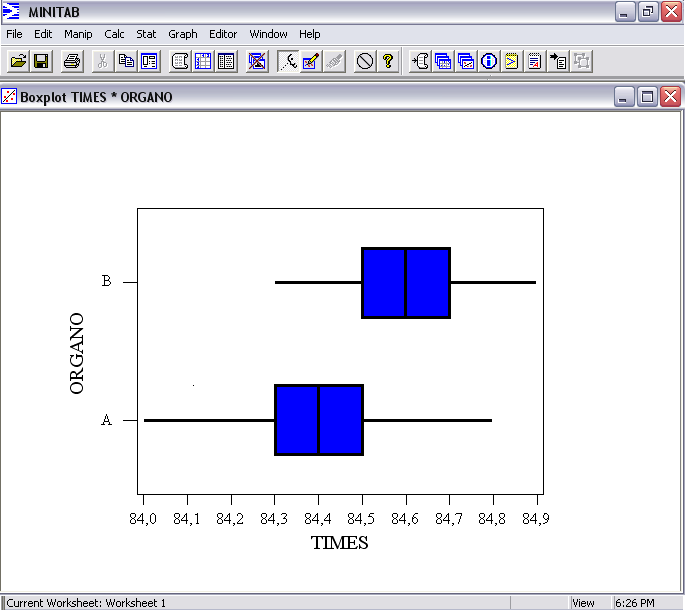 MINITAB
File Edit Manip Calc Stat Graph Editor Window Help
Boxplot TIMES * ORGANO
B
ORGANO
A
84,0 84,1 84,2 84,3 84,4 84,5 84,6 84,7 84,8 84,9
TIMES
Current Worksheet: Worksheet 1 View 6:26 PM